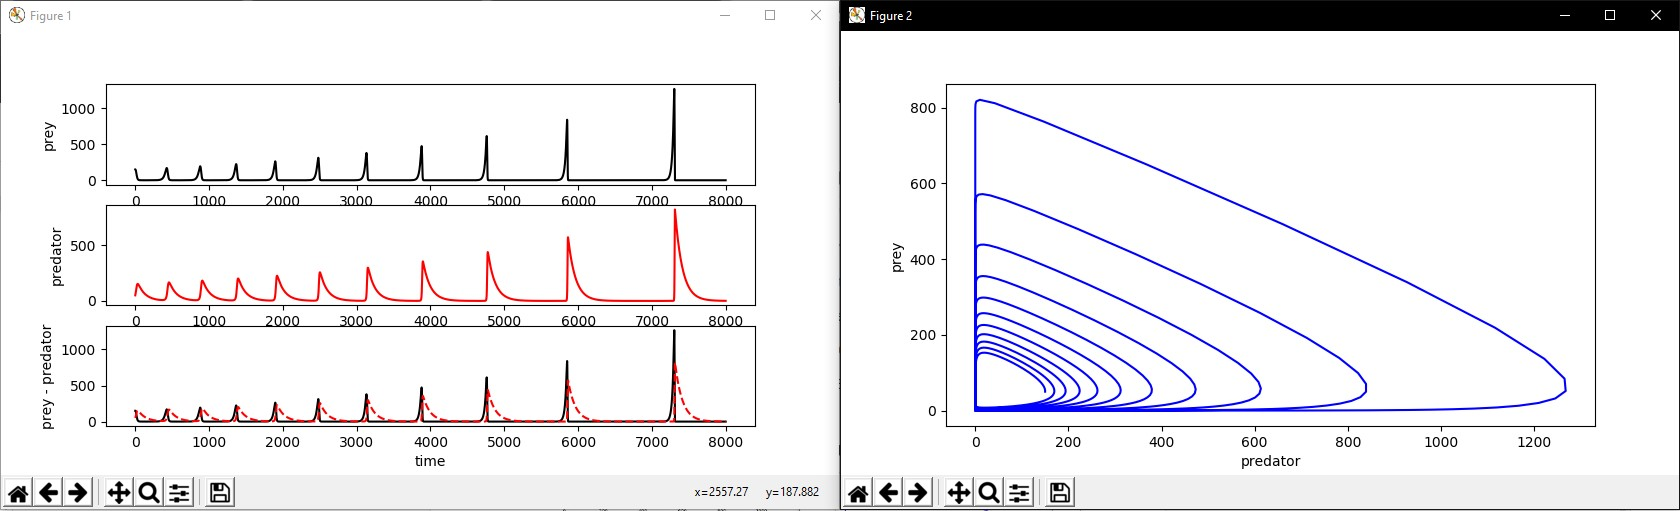 Figure 1
prey
1000
500
0
0 1000 2000 3000 4000 5000 6000 7000 8000
predator
500
0
0 1000 2000 3000 4000 5000 6000 7000 8000
prey - predator
1000
500
0
0 1000 2000 3000 4000 5000 6000 7000 8000
time
x=2557.27 y=187.882
Figure 2
prey
800
600
400
200
0
0 200 400 600 800 1000 1200
predator